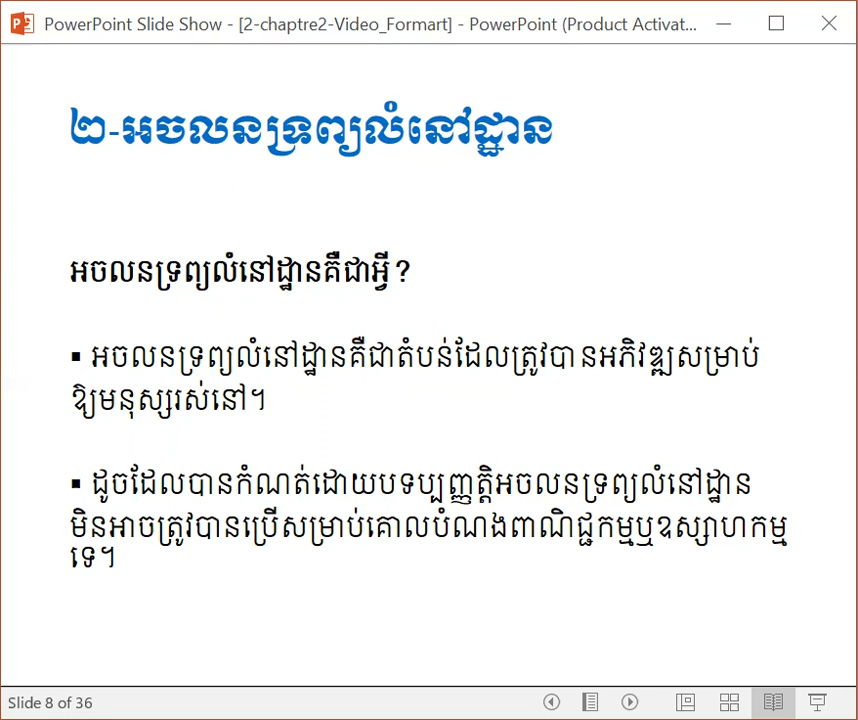 PowerPoint Slide Show - [2-chaptre2-Video_Formart] - PowerPoint (Product Activat...
២-អចលនទ្រព្យលំនៅដ្ឋាន
អចលនទ្រព្យលំនៅដ្ឋានគឺជាអ្វី?
▪ អចលនទ្រព្យលំនៅដ្ឋានគឺជាតំបន់ដែលត្រូវបានអភិវឌ្ឍសម្រាប់
ឱ្យមនុស្សរស់នៅ។
▪ ដូចដែលបានកំណត់ដោយបទប្បញ្ញត្តិអចលនទ្រព្យលំនៅដ្ឋាន
មិនអាចត្រូវបានប្រើសម្រាប់គោលបំណងពាណិជ្ជកម្មឬឧស្សាហកម្ម
ទេ។
Slide 8 of 36